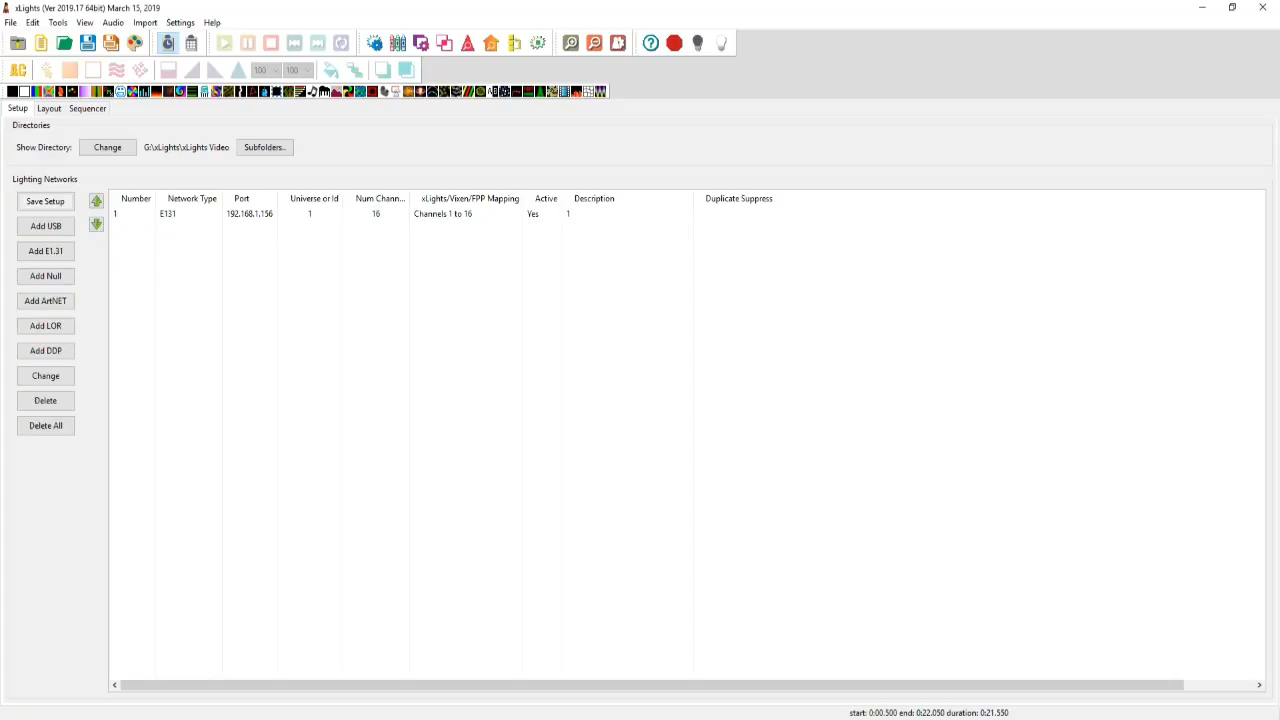 xLights (Ver 2019.17 64bit) March 15, 2019
File Edit Tools View Audio Import Settings Help
AC 100 100
Setup Layout Sequencer
Directories
Show Directory: Change G:\xLights\xLights Video Subfolders..
Lighting Networks
Save Setup
Add USB
Add E1.31
Add Null
Add ArtNET
Add LOR
Add DDP
Change
Delete
Delete All
Number Network Type Port Universe or Id Num Chann... xLights/Vixen/FPP Mapping Active Description Duplicate Suppress
1 E131 192.168.1.156 1 16 Channels 1 to 16 Yes 1
start: 0:00.500 end: 0:22.050 duration: 0:21.550